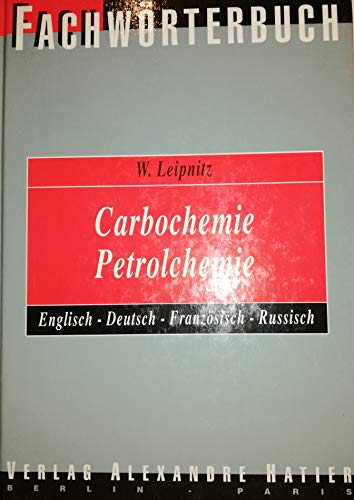 FACHWÖRTERBUCH
W. Leipnitz
Carbochemie
Petrolchemie
Englisch - Deutsch - Französisch - Russisch
VERLAG ALEXANDRE HATIER
BERLIN . PARIS